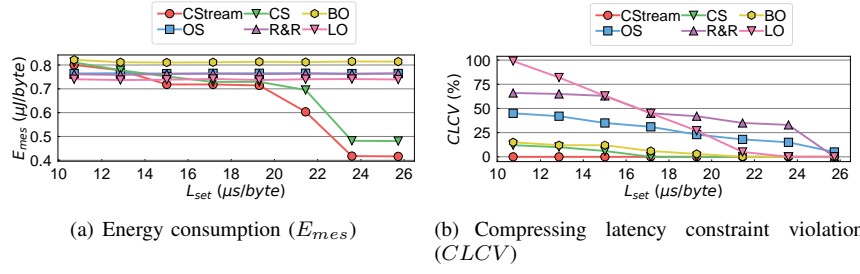 CStream CS BO
OS R&R LO
0.8
0.7
0.6
0.5
0.4
E_mes (μJ/byte)
10 12 14 16 18 20 22 24 26
L_set (μs/byte)
(a) Energy consumption (E_mes)
CStream CS BO
OS R&R LO
100
75
50
25
0
CLCV (%)
10 12 14 16 18 20 22 24 26
L_set (μs/byte)
(b) Compressing latency constraint violation
(CLCV)